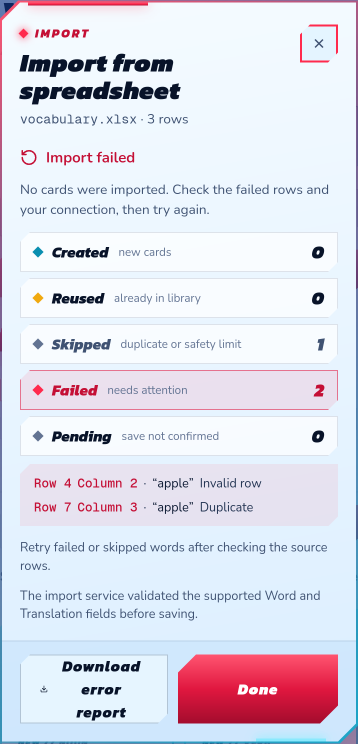 IMPORT
Import from
spreadsheet
vocabulary.xlsx · 3 rows
Import failed
No cards were imported. Check the failed rows and
your connection, then try again.
Created new cards 0
Reused already in library 0
Skipped duplicate or safety limit 1
Failed needs attention 2
Pending save not confirmed 0
Row 4 Column 2 · “apple” Invalid row
Row 7 Column 3 · “apple” Duplicate
Retry failed or skipped words after checking the source
rows.
The import service validated the supported Word and
Translation fields before saving.
Download
error
report
Done